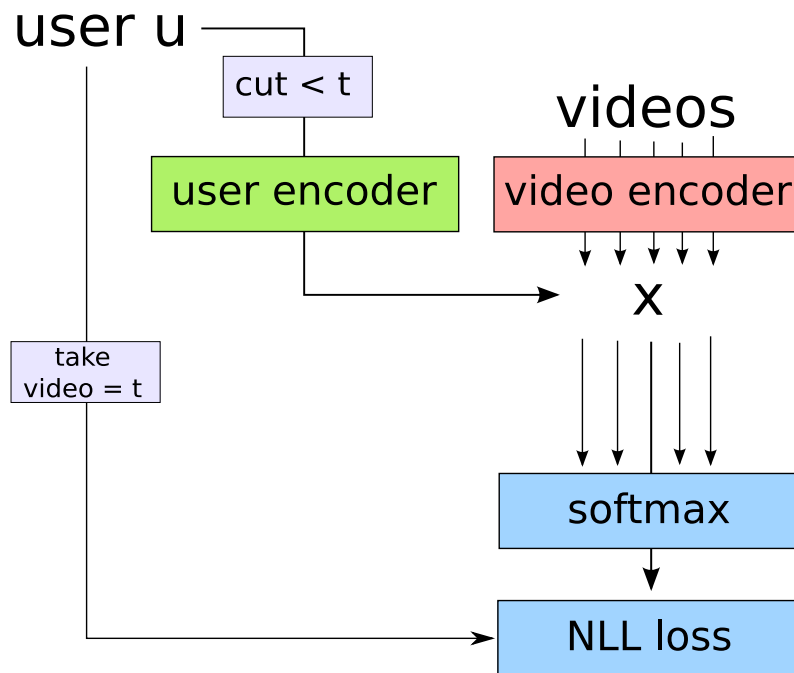 user u
cut < t
videos
user encoder
video encoder
x
take
video = t
softmax
NLL loss